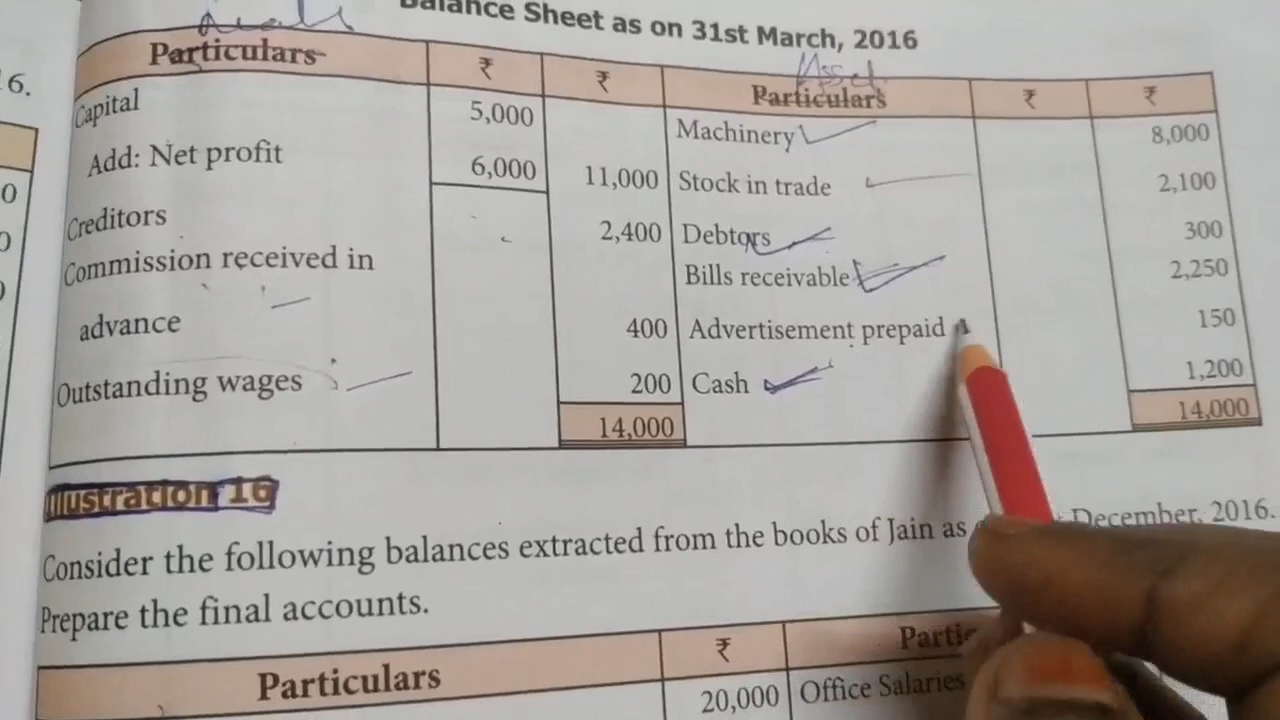 Balance Sheet as on 31st March, 2016
6.
Particulars ₹ ₹ Particulars ₹ ₹
Asset
Capital 5,000 Machinery 8,000
Add: Net profit 6,000 11,000 Stock in trade 2,100
Creditors 2,400 Debtors 300
Commission received in Bills receivable 2,250
advance 400 Advertisement prepaid 150
Outstanding wages 200 Cash 1,200
14,000 14,000
Illustration 16
Consider the following balances extracted from the books of Jain as December, 2016.
Prepare the final accounts.
Particulars ₹
20,000 Office Salaries